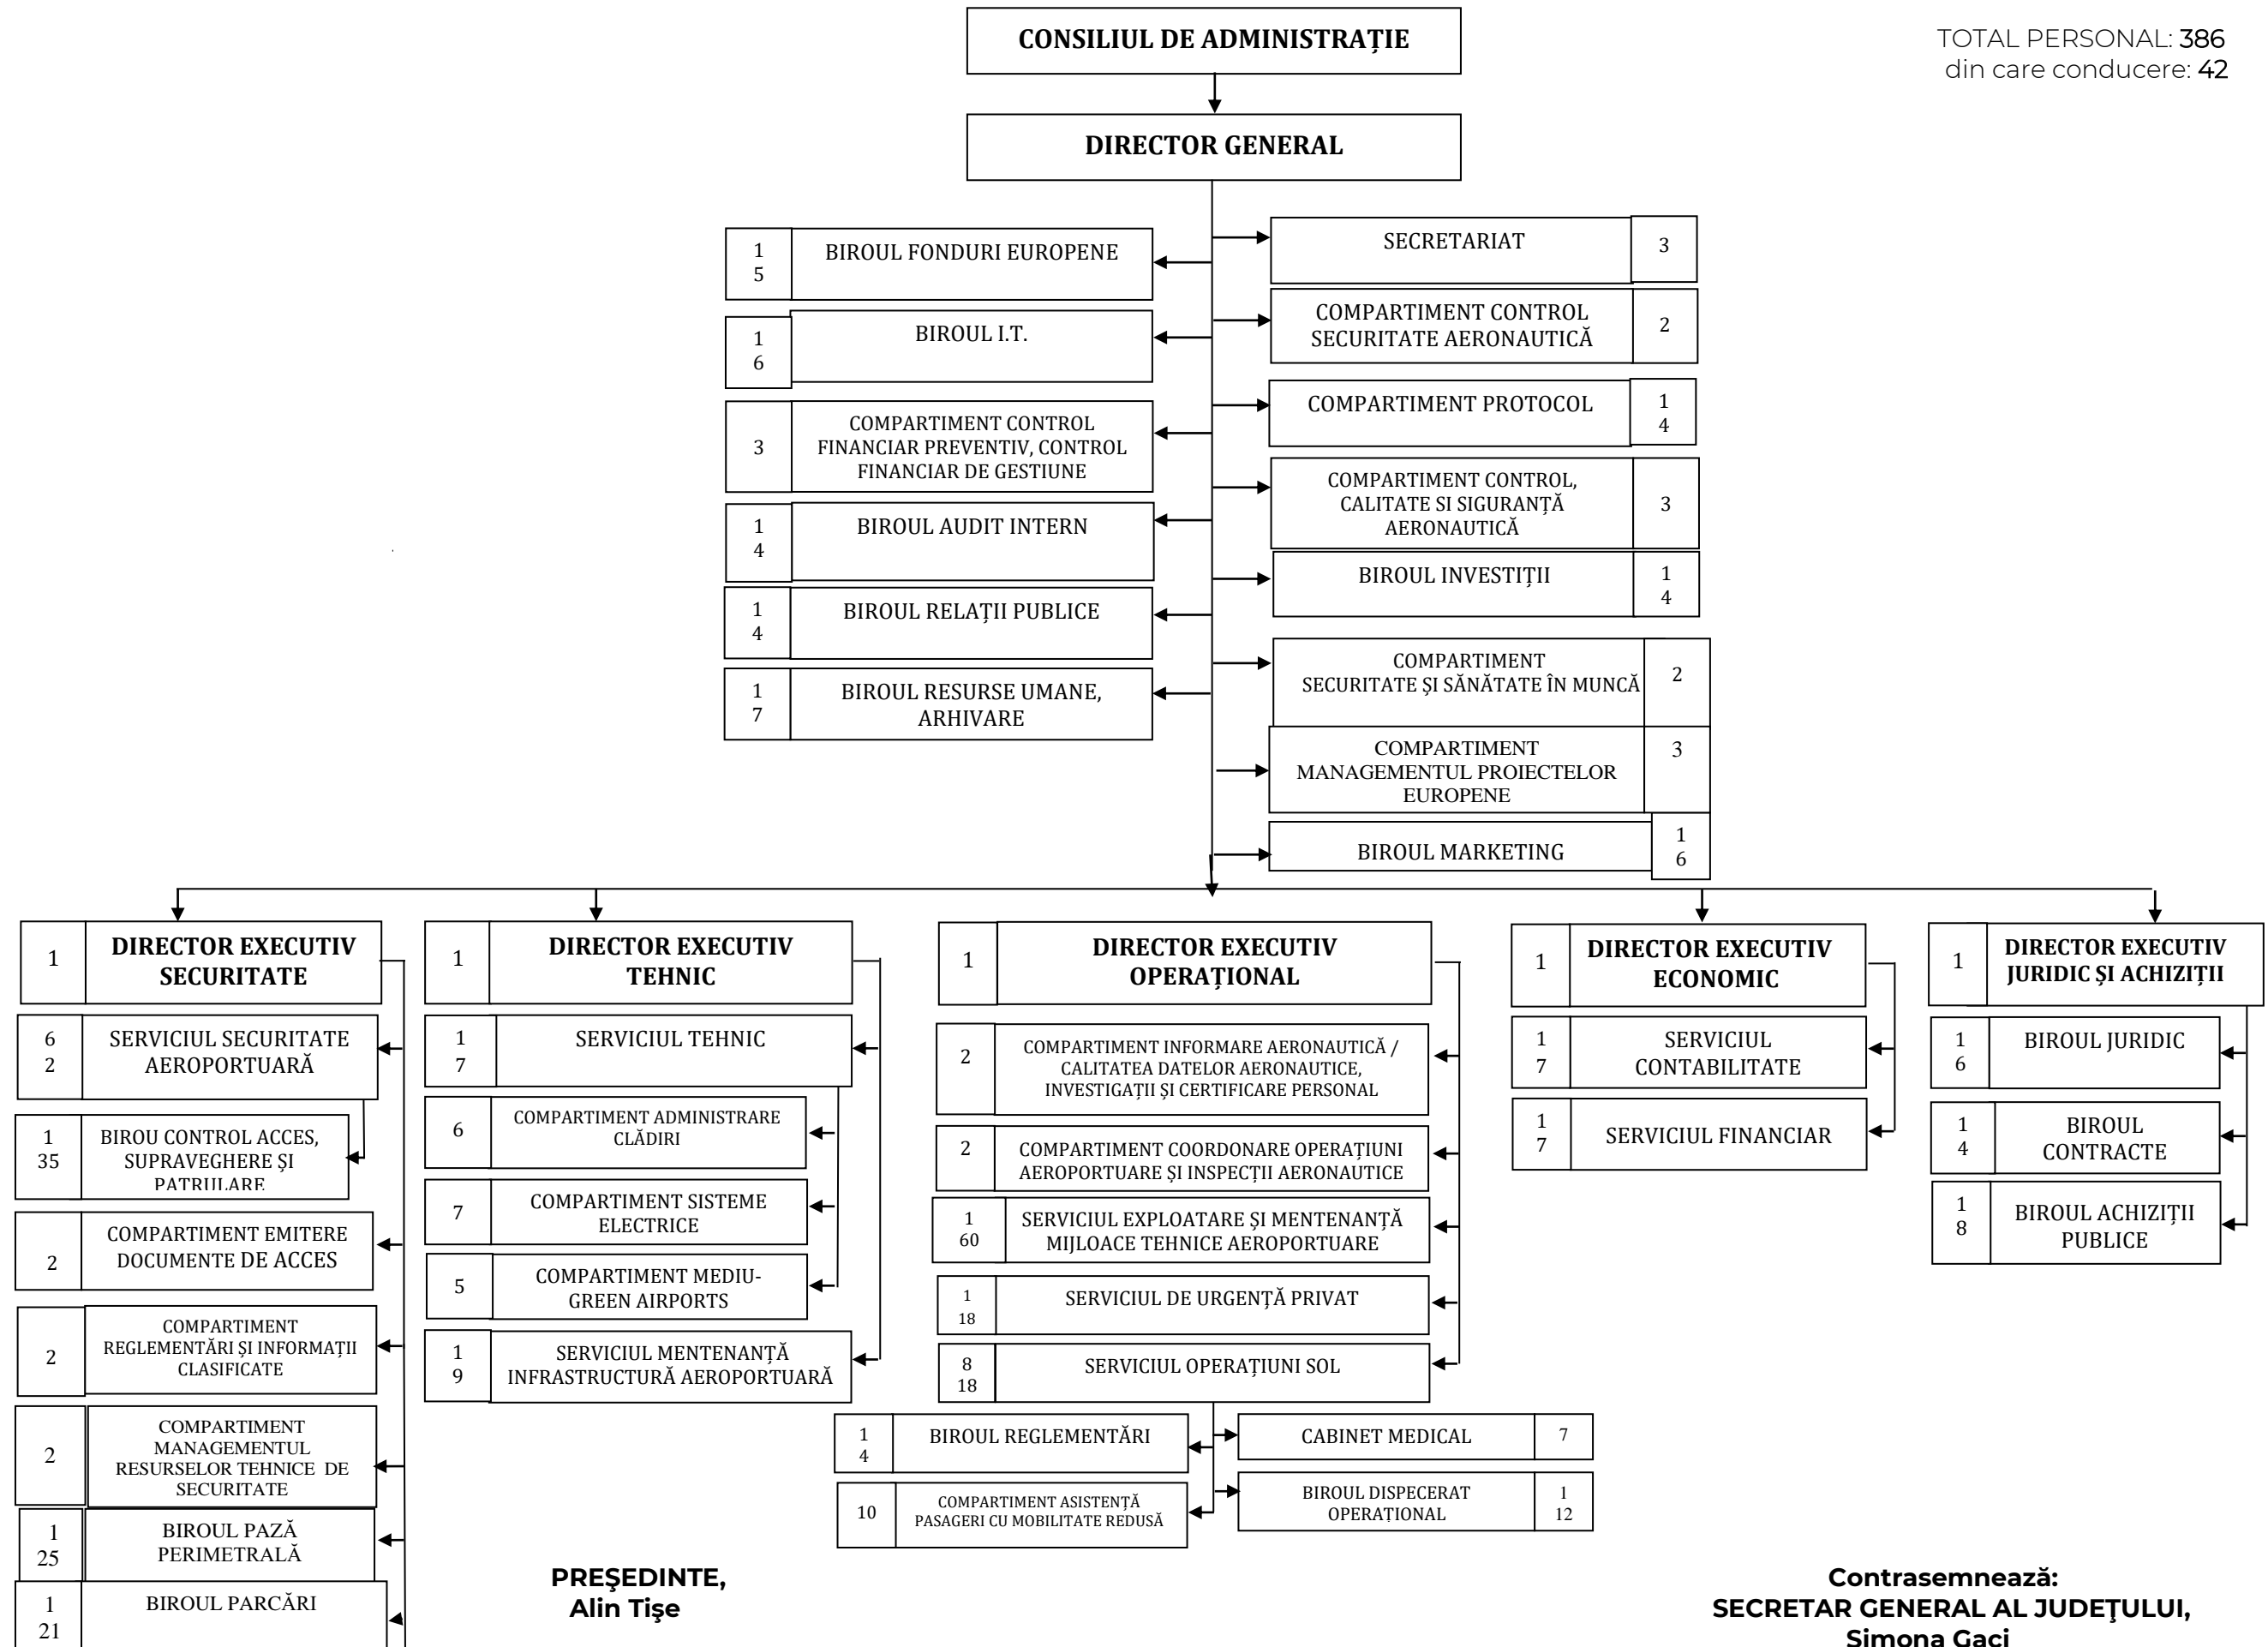 CONSILIUL DE ADMINISTRAȚIE
TOTAL PERSONAL: 386
din care conducere: 42
DIRECTOR GENERAL
1
5
BIROUL FONDURI EUROPENE
SECRETARIAT
3
1
6
BIROUL I.T.
COMPARTIMENT CONTROL
SECURITATE AERONAUTICĂ
2
COMPARTIMENT PROTOCOL
1
4
3
COMPARTIMENT CONTROL
FINANCIAR PREVENTIV, CONTROL
FINANCIAR DE GESTIUNE
COMPARTIMENT CONTROL,
CALITATE SI SIGURANȚĂ
AERONAUTICĂ
3
1
4
BIROUL AUDIT INTERN
BIROUL INVESTIȚII
1
4
1
4
BIROUL RELAȚII PUBLICE
COMPARTIMENT
SECURITATE ȘI SĂNĂTATE ÎN MUNCĂ
2
1
7
BIROUL RESURSE UMANE,
ARHIVARE
COMPARTIMENT
MANAGEMENTUL PROIECTELOR
EUROPENE
3
BIROUL MARKETING
1
6
1
DIRECTOR EXECUTIV
SECURITATE
6
2
SERVICIUL SECURITATE
AEROPORTUARĂ
1
35
BIROU CONTROL ACCES,
SUPRAVEGHERE ȘI
PATRULARE
2
COMPARTIMENT EMITERE
DOCUMENTE DE ACCES
2
COMPARTIMENT
REGLEMENTĂRI ȘI INFORMAȚII
CLASIFICATE
2
COMPARTIMENT
MANAGEMENTUL
RESURSELOR TEHNICE DE
SECURITATE
1
25
BIROUL PAZĂ
PERIMETRALĂ
1
21
BIROUL PARCĂRI
1
DIRECTOR EXECUTIV
TEHNIC
1
7
SERVICIUL TEHNIC
6
COMPARTIMENT ADMINISTRARE
CLĂDIRI
7
COMPARTIMENT SISTEME
ELECTRICE
5
COMPARTIMENT MEDIU-
GREEN AIRPORTS
1
9
SERVICIUL MENTENANȚĂ
INFRASTRUCTURĂ AEROPORTUARĂ
1
DIRECTOR EXECUTIV
OPERAȚIONAL
2
COMPARTIMENT INFORMARE AERONAUTICĂ /
CALITATEA DATELOR AERONAUTICE,
INVESTIGAȚII ȘI CERTIFICARE PERSONAL
2
COMPARTIMENT COORDONARE OPERAȚIUNI
AEROPORTUARE ȘI INSPECȚII AERONAUTICE
1
60
SERVICIUL EXPLOATARE ȘI MENTENANȚĂ
MIJLOACE TEHNICE AEROPORTUARE
1
18
SERVICIUL DE URGENȚĂ PRIVAT
8
18
SERVICIUL OPERAȚIUNI SOL
1
4
BIROUL REGLEMENTĂRI
CABINET MEDICAL
7
10
COMPARTIMENT ASISTENȚĂ
PASAGERI CU MOBILITATE REDUSĂ
BIROUL DISPECERAT
OPERAȚIONAL
1
12
1
DIRECTOR EXECUTIV
ECONOMIC
1
7
SERVICIUL
CONTABILITATE
1
7
SERVICIUL FINANCIAR
1
DIRECTOR EXECUTIV
JURIDIC ȘI ACHIZIȚII
1
6
BIROUL JURIDIC
1
4
BIROUL
CONTRACTE
1
8
BIROUL ACHIZIȚII
PUBLICE
PREŞEDINTE,
Alin Tişe
Contrasemnează:
SECRETAR GENERAL AL JUDEŢULUI,
Simona Gaci